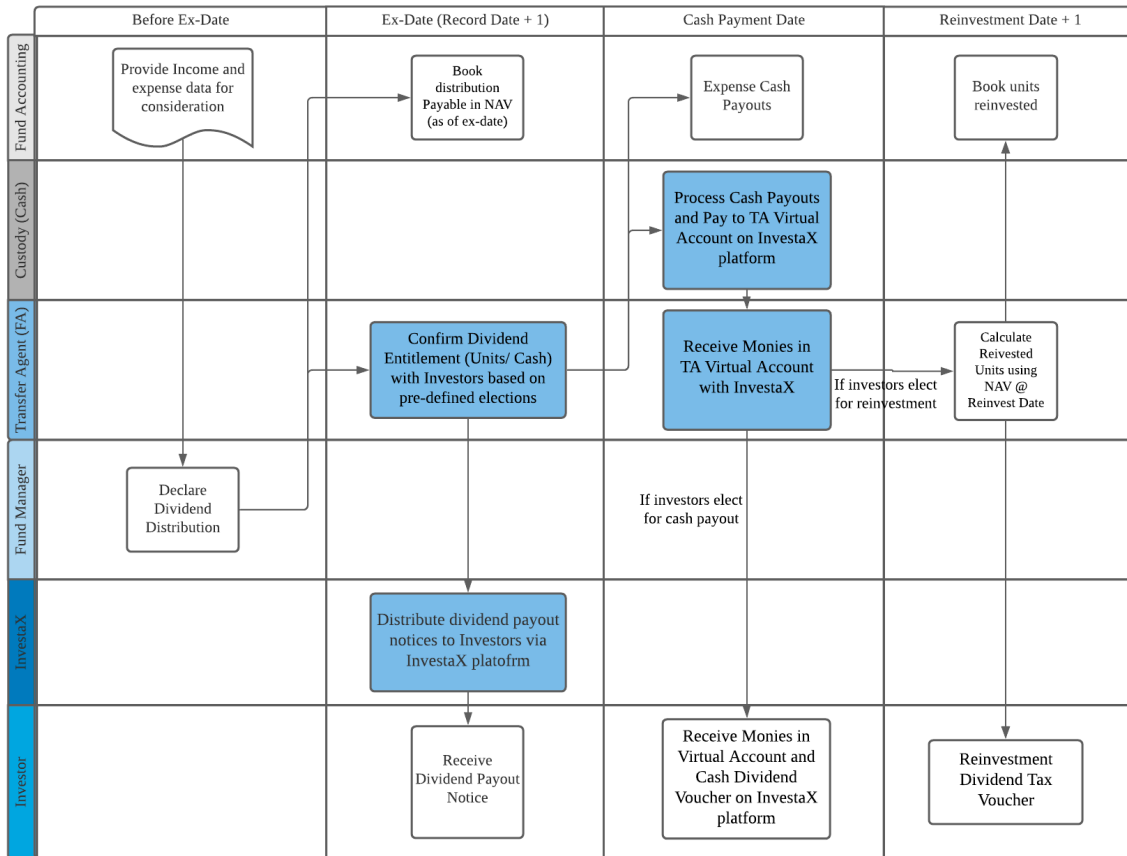 Before Ex-Date
Ex-Date (Record Date + 1)
Cash Payment Date
Reinvestment Date + 1
Fund Accounting
Provide Income and
expense data for
consideration
Book
distribution
Payable in NAV
(as of ex-date)
Expense Cash
Payouts
Book units
reinvested
Custody (Cash)
Process Cash Payouts
and Pay to TA Virtual
Account on InvestaX
platform
Transfer Agent (FA)
Confirm Dividend
Entitlement (Units/ Cash)
with Investors based on
pre-defined elections
Receive Monies in
TA Virtual Account
with InvestaX
If investors elect
for reinvestment
Calculate
Reivested
Units using
NAV @
Reinvest Date
Fund Manager
Declare
Dividend
Distribution
If investors elect
for cash payout
InvestaX
Distribute dividend payout
notices to Investors via
InvestaX platofrm
Investor
Receive
Dividend Payout
Notice
Receive Monies in
Virtual Account and
Cash Dividend
Voucher on InvestaX
platform
Reinvestment
Dividend Tax
Voucher